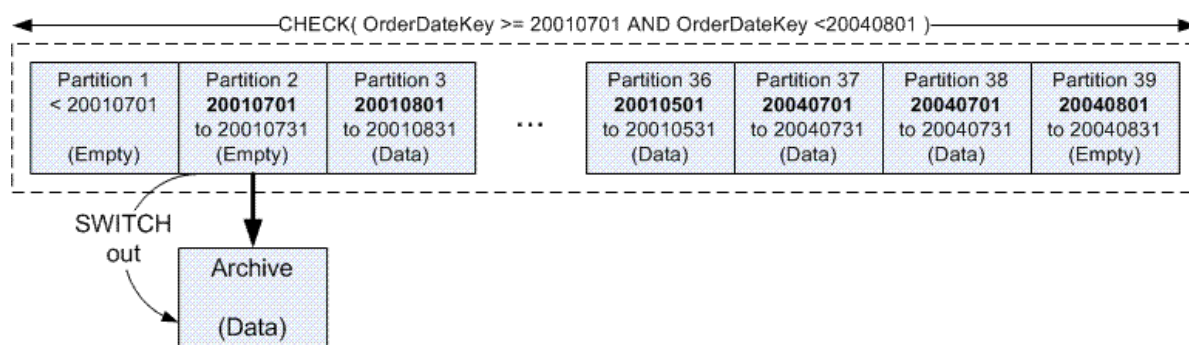 CHECK( OrderDateKey >= 20010701 AND OrderDateKey <20040801 )
Partition 1
< 20010701
(Empty)
Partition 2
20010701
to 20010731
(Empty)
Partition 3
20010801
to 20010831
(Data)
...
Partition 36
20010501
to 20010531
(Data)
Partition 37
20040701
to 20040731
(Data)
Partition 38
20040701
to 20040731
(Data)
Partition 39
20040801
to 20040831
(Empty)
SWITCH
out
Archive
(Data)